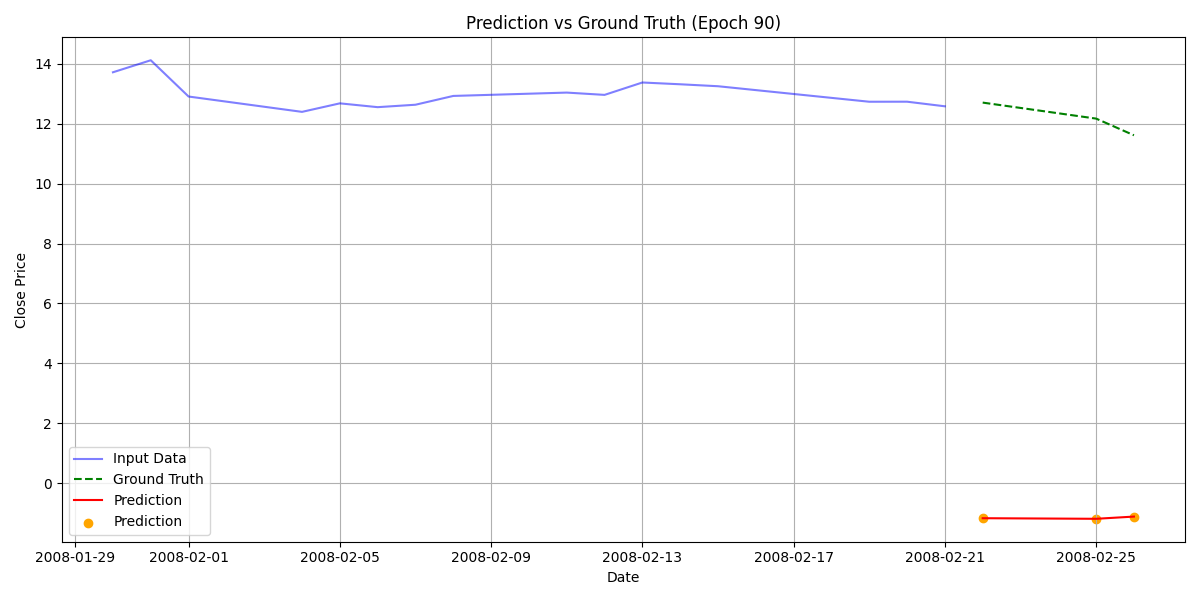 Prediction vs Ground Truth (Epoch 90)
Close Price
14
12
10
8
6
4
2
0
Input Data
Ground Truth
Prediction
Prediction
2008-01-29
2008-02-01
2008-02-05
2008-02-09
2008-02-13
2008-02-17
2008-02-21
2008-02-25
Date